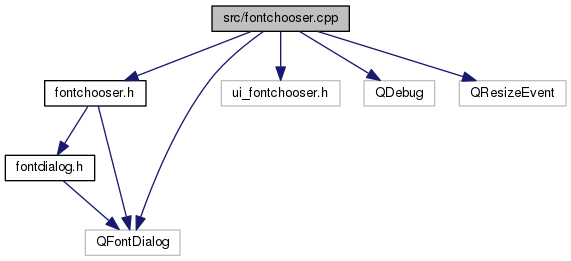 src/fontchooser.cpp
fontchooser.h
ui_fontchooser.h
QDebug
QResizeEvent
fontdialog.h
QFontDialog